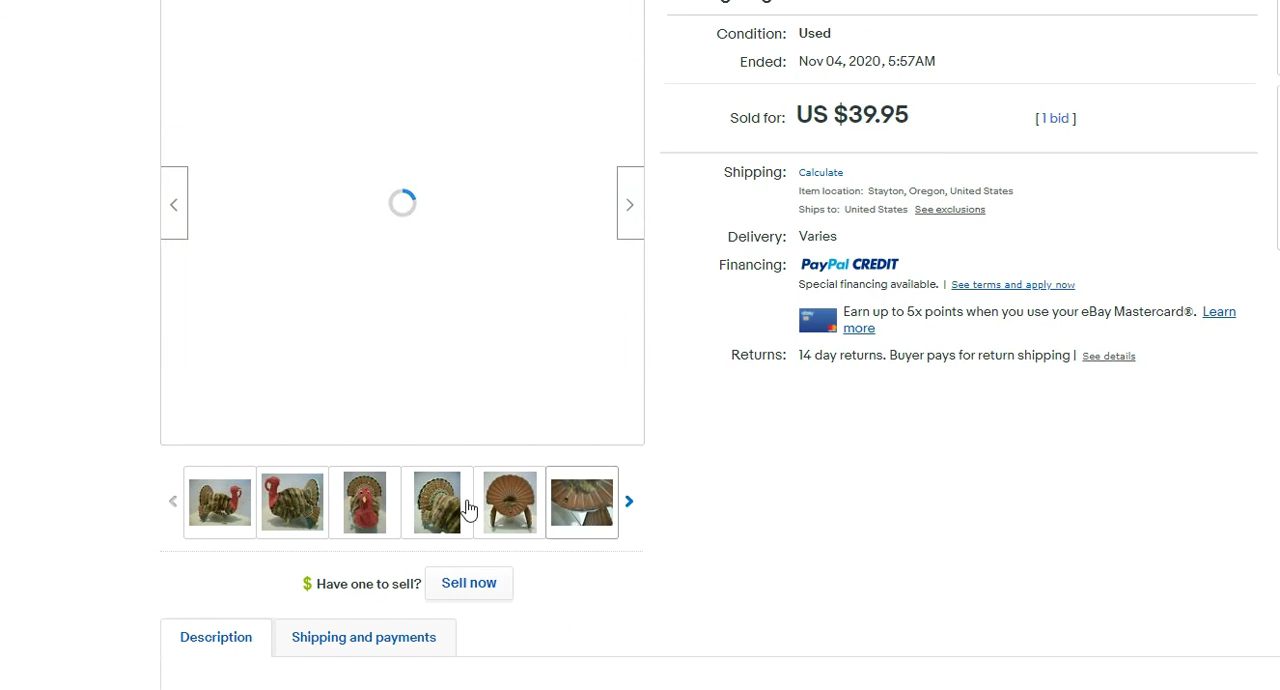 Condition: Used
Ended: Nov 04, 2020, 5:57AM
Sold for: US $39.95 [ 1 bid ]
Shipping: Calculate
Item location: Stayton, Oregon, United States
Ships to: United States See exclusions
Delivery: Varies
Financing: PayPal CREDIT
Special financing available. | See terms and apply now
Earn up to 5x points when you use your eBay Mastercard®. Learn
more
Returns: 14 day returns. Buyer pays for return shipping | See details
$ Have one to sell? Sell now
Description Shipping and payments